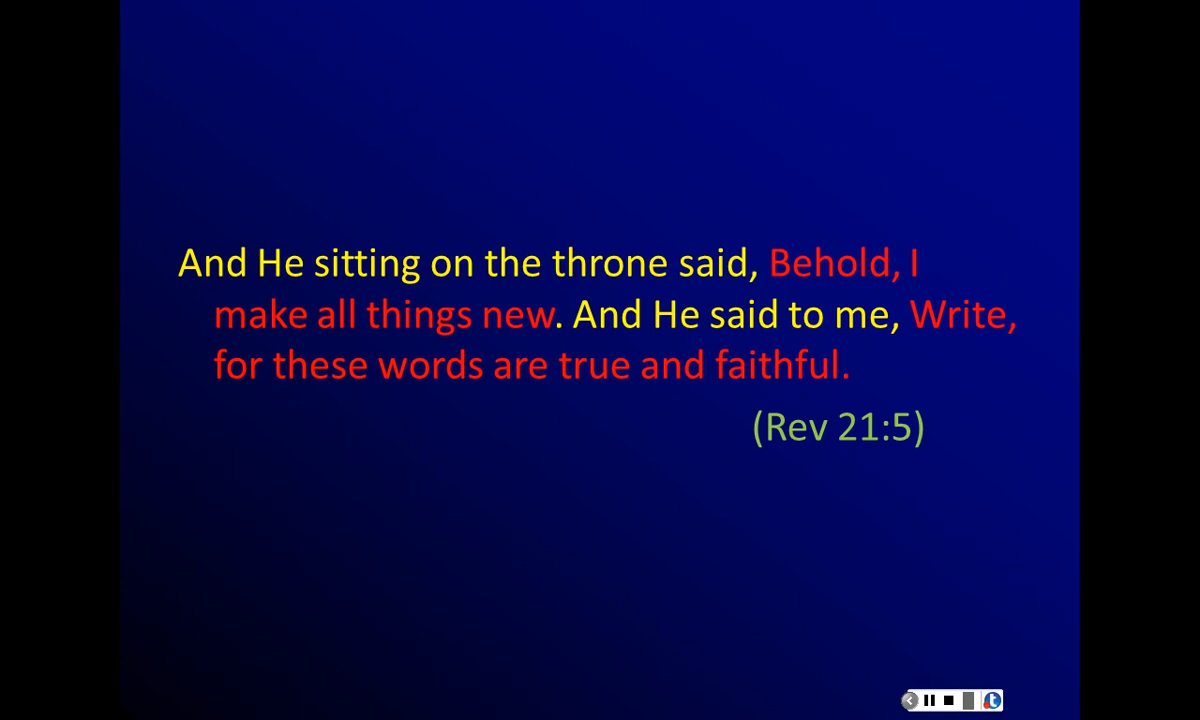 And He sitting on the throne said, Behold, I
make all things new. And He said to me, Write,
for these words are true and faithful.
(Rev 21:5)